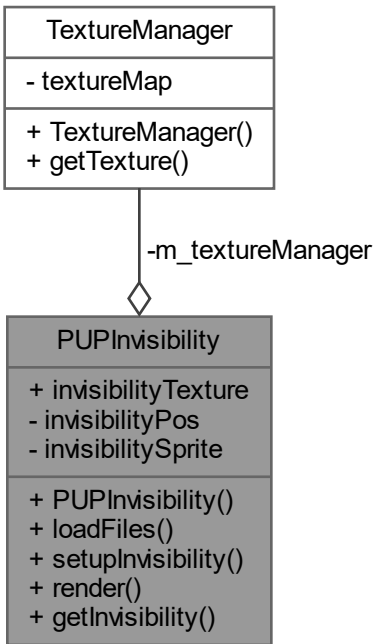 TextureManager
- textureMap
+ TextureManager()
+ getTexture()
-m_textureManager
PUPInvisibility
+ invisibilityTexture
- invisibilityPos
- invisibilitySprite
+ PUPInvisibility()
+ loadFiles()
+ setupInvisibility()
+ render()
+ getInvisibility()